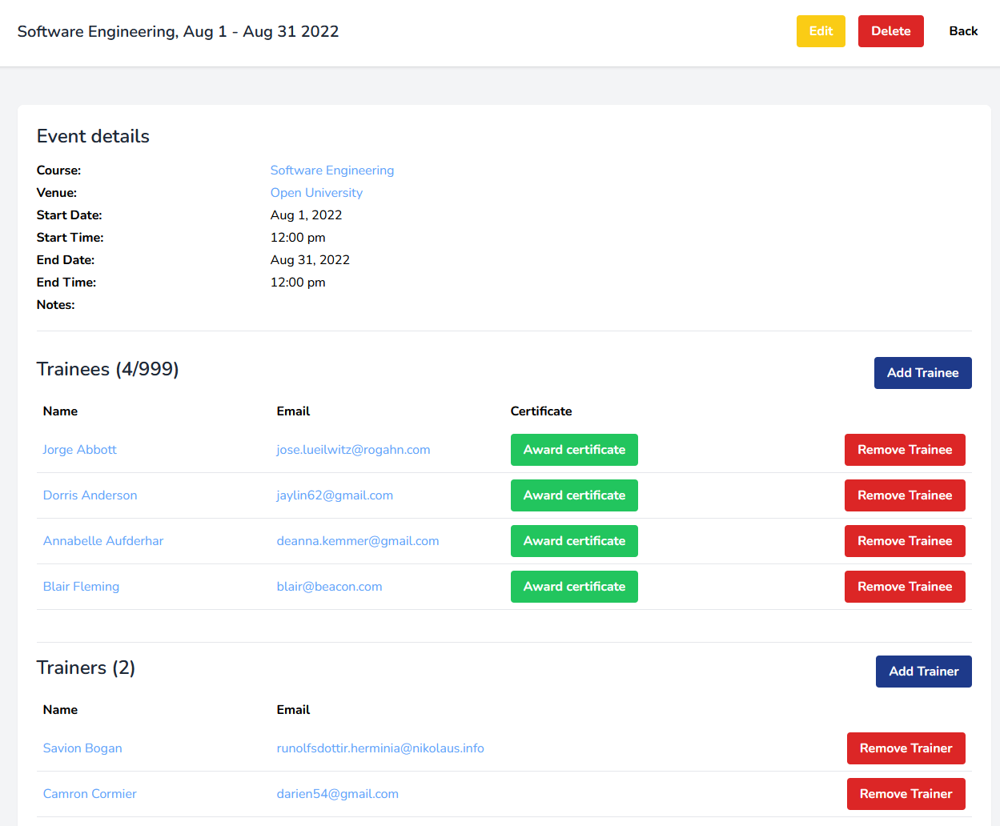 Software Engineering, Aug 1 - Aug 31 2022 Edit Delete Back
Event details
Course: Software Engineering
Venue: Open University
Start Date: Aug 1, 2022
Start Time: 12:00 pm
End Date: Aug 31, 2022
End Time: 12:00 pm
Notes:
Trainees (4/999) Add Trainee
Name Email Certificate
Jorge Abbott jose.lueilwitz@rogahn.com Award certificate Remove Trainee
Dorris Anderson jaylin62@gmail.com Award certificate Remove Trainee
Annabelle Aufderhar deanna.kemmer@gmail.com Award certificate Remove Trainee
Blair Fleming blair@beacon.com Award certificate Remove Trainee
Trainers (2) Add Trainer
Name Email
Savion Bogan runolfsdottir.herminia@nikolaus.info Remove Trainer
Camron Cormier darien54@gmail.com Remove Trainer